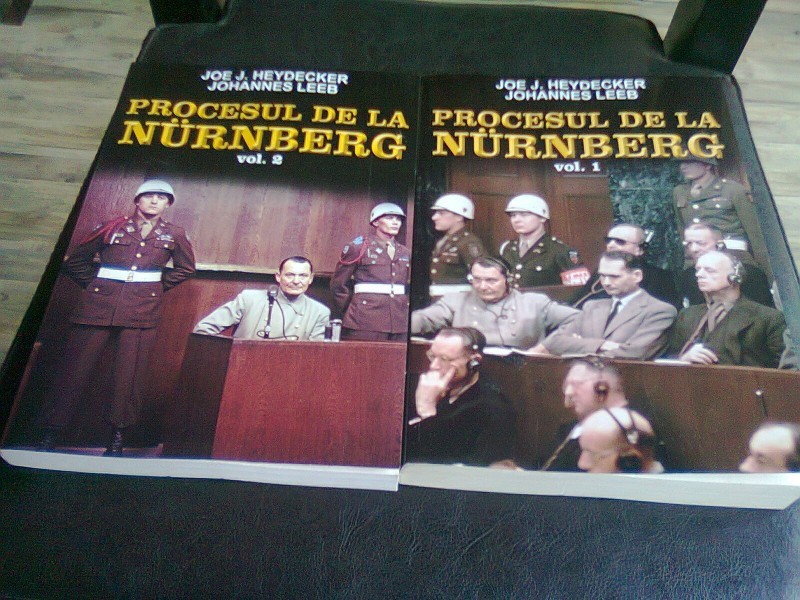 JOE J. HEYDECKER
JOHANNES LEEB
PROCESUL DE LA
NÜRNBERG
vol. 2
JOE J. HEYDECKER
JOHANNES LEEB
PROCESUL DE LA
NÜRNBERG
vol. 1